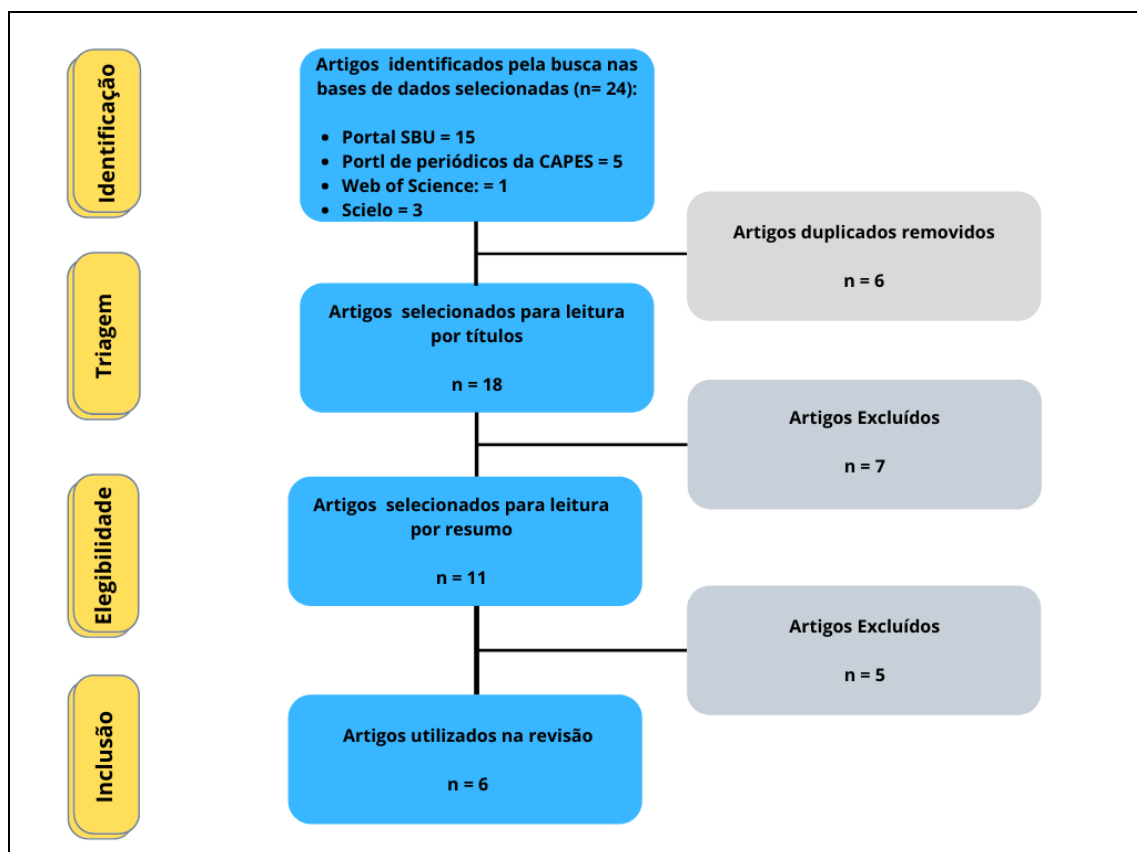 Identificação
Artigos identificados pela busca nas
bases de dados selecionadas (n= 24):
• Portal SBU = 15
• Portl de periódicos da CAPES = 5
• Web of Science: = 1
• Scielo = 3
Artigos duplicados removidos
n = 6
Triagem
Artigos selecionados para leitura
por títulos
n = 18
Artigos Excluídos
n = 7
Elegibilidade
Artigos selecionados para leitura
por resumo
n = 11
Artigos Excluídos
n = 5
Inclusão
Artigos utilizados na revisão
n = 6